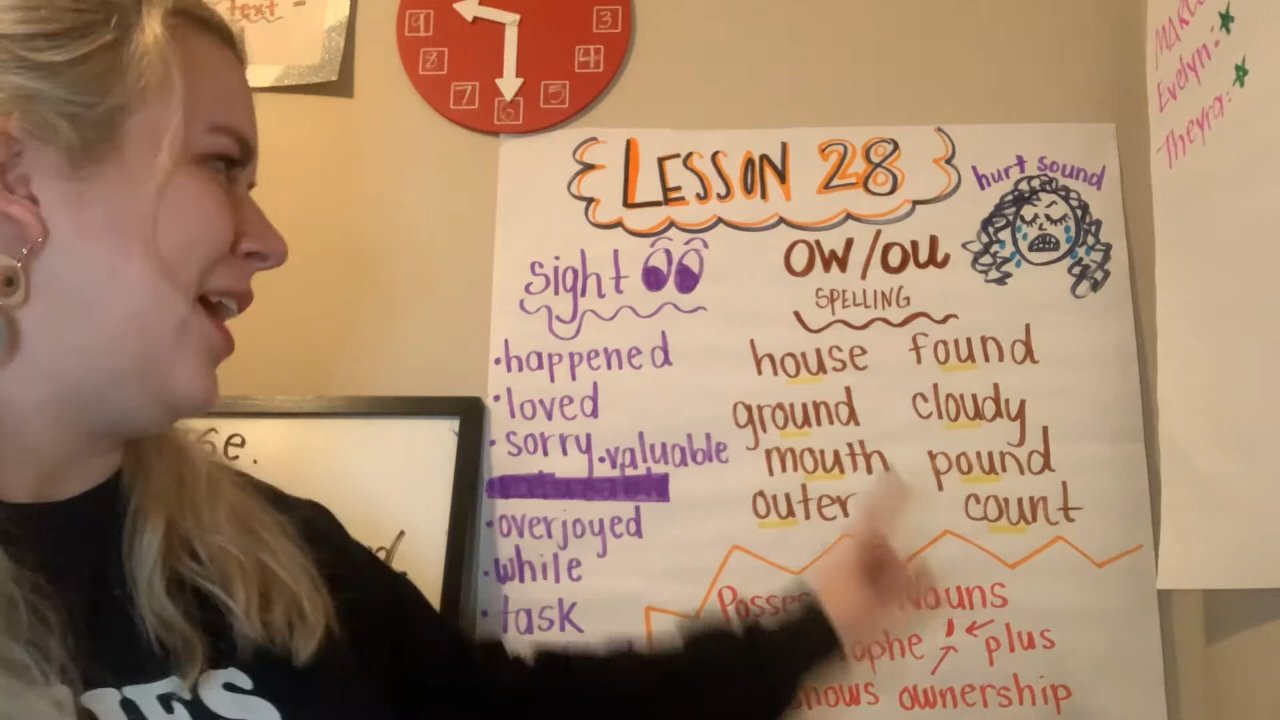 text =
9 3
8 4
7 6 5
Evelyn:
Theyra:
LESSON 28
hurt sound
sight
ow/ou
SPELLING
• happened
• loved
• sorry • valuable
• overjoyed
• while
• task
house found
ground cloudy
mouth pound
outer count
Nouns
' ← plus
ownership
se.